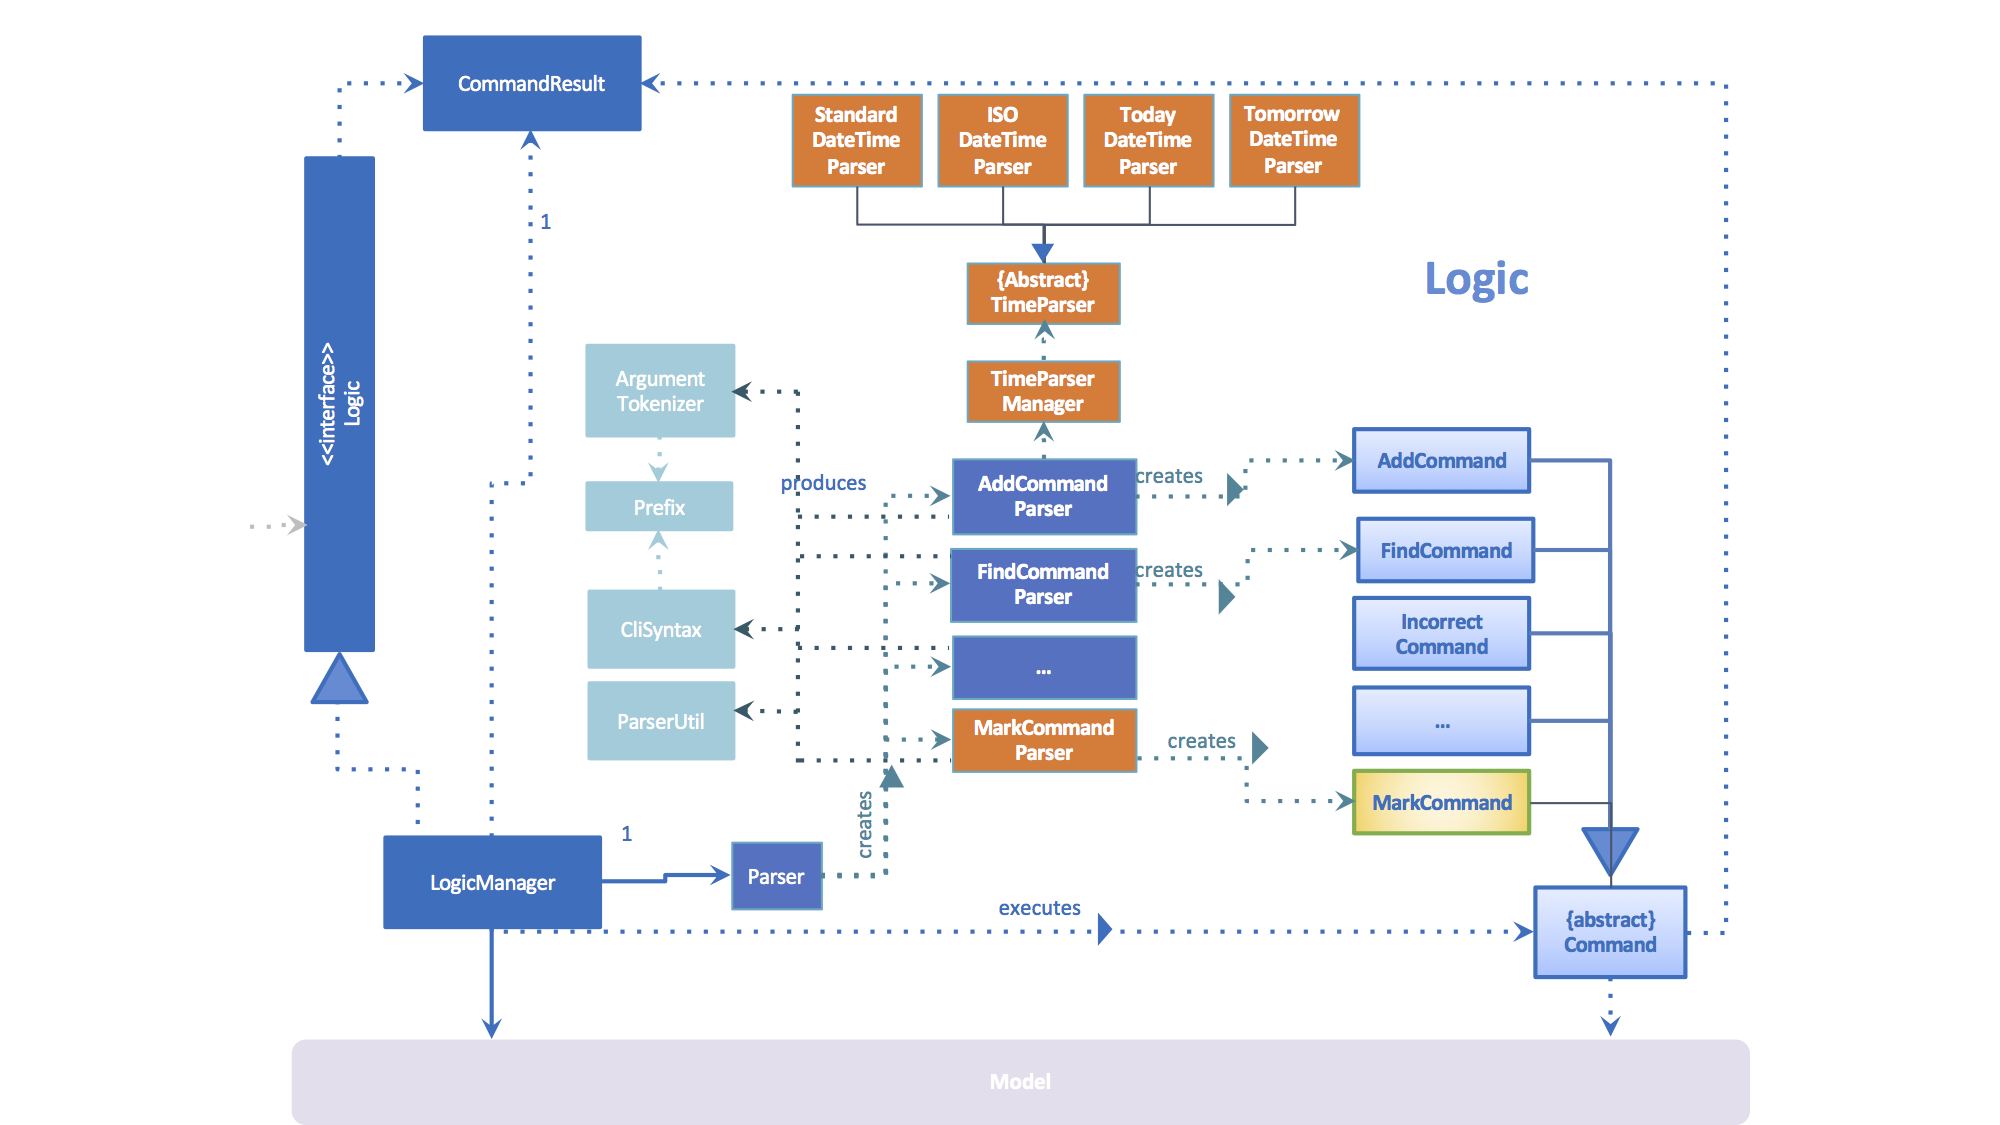 CommandResult
Standard
DateTime
Parser
ISO
DateTime
Parser
Today
DateTime
Parser
Tomorrow
DateTime
Parser
1
Logic
{Abstract}
TimeParser
<<interface>>
Logic
Argument
Tokenizer
TimeParser
Manager
produces
AddCommand
Parser
creates
AddCommand
Prefix
FindCommand
Parser
creates
FindCommand
CliSyntax
Incorrect
Command
...
ParserUtil
MarkCommand
Parser
creates
...
MarkCommand
creates
1
LogicManager
Parser
executes
{abstract}
Command
Model